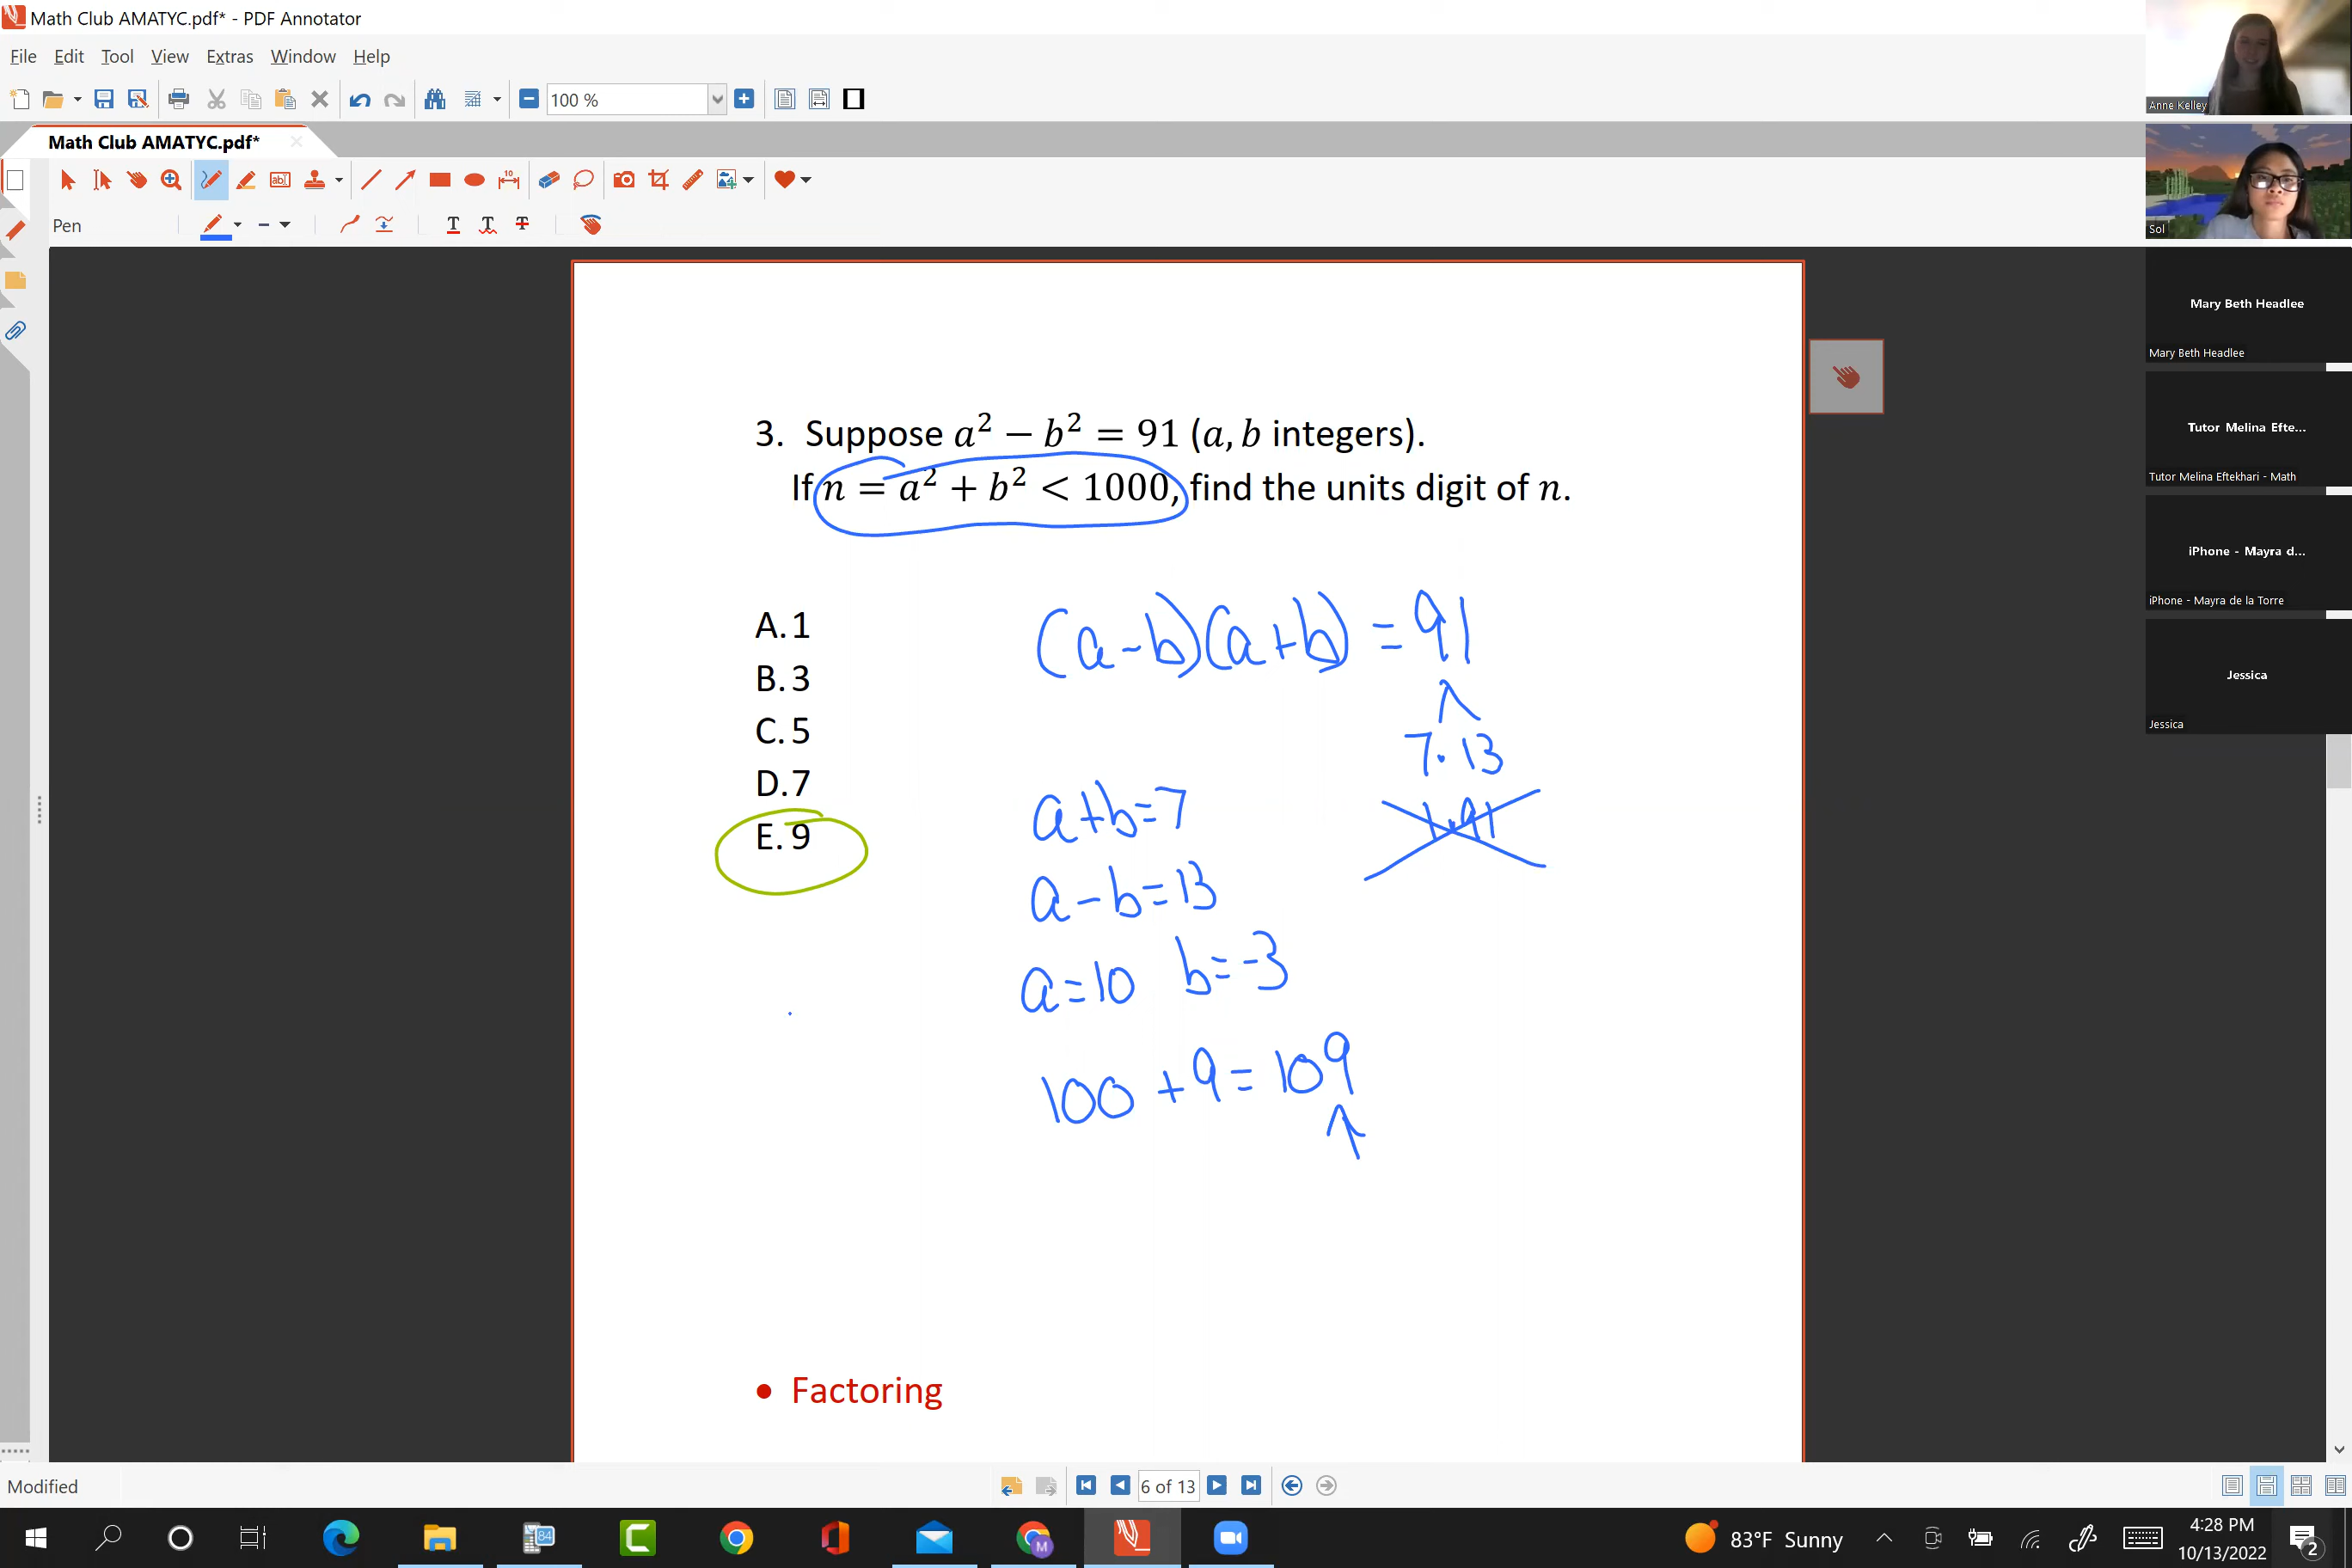 Math Club AMATYC.pdf* - PDF Annotator
File Edit Tool View Extras Window Help
100 %
Math Club AMATYC.pdf*
Pen
3. Suppose a² − b² = 91 (a, b integers).
If n = a² + b² < 1000, find the units digit of n.
A. 1
B. 3
C. 5
D. 7
E. 9
(a-b)(a+b) = 91
7·13
1·91
a+b=7
a-b=13
a=10 b=-3
100 +9=109
• Factoring
Anne Kelley
Sol
Mary Beth Headlee
Mary Beth Headlee
Tutor Melina Efte...
Tutor Melina Eftekhari - Math
iPhone - Mayra d...
iPhone - Mayra de la Torre
Jessica
Jessica
Modified
6 of 13
84
M
83°F Sunny
4:28 PM
10/13/2022
2